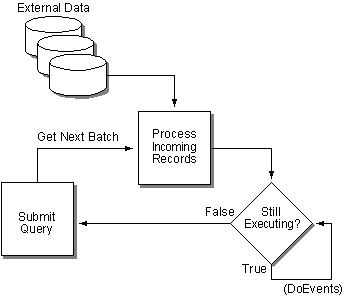 External Data
Get Next Batch
Process
Incoming
Records
Submit
Query
False
Still
Executing?
True
(DoEvents)